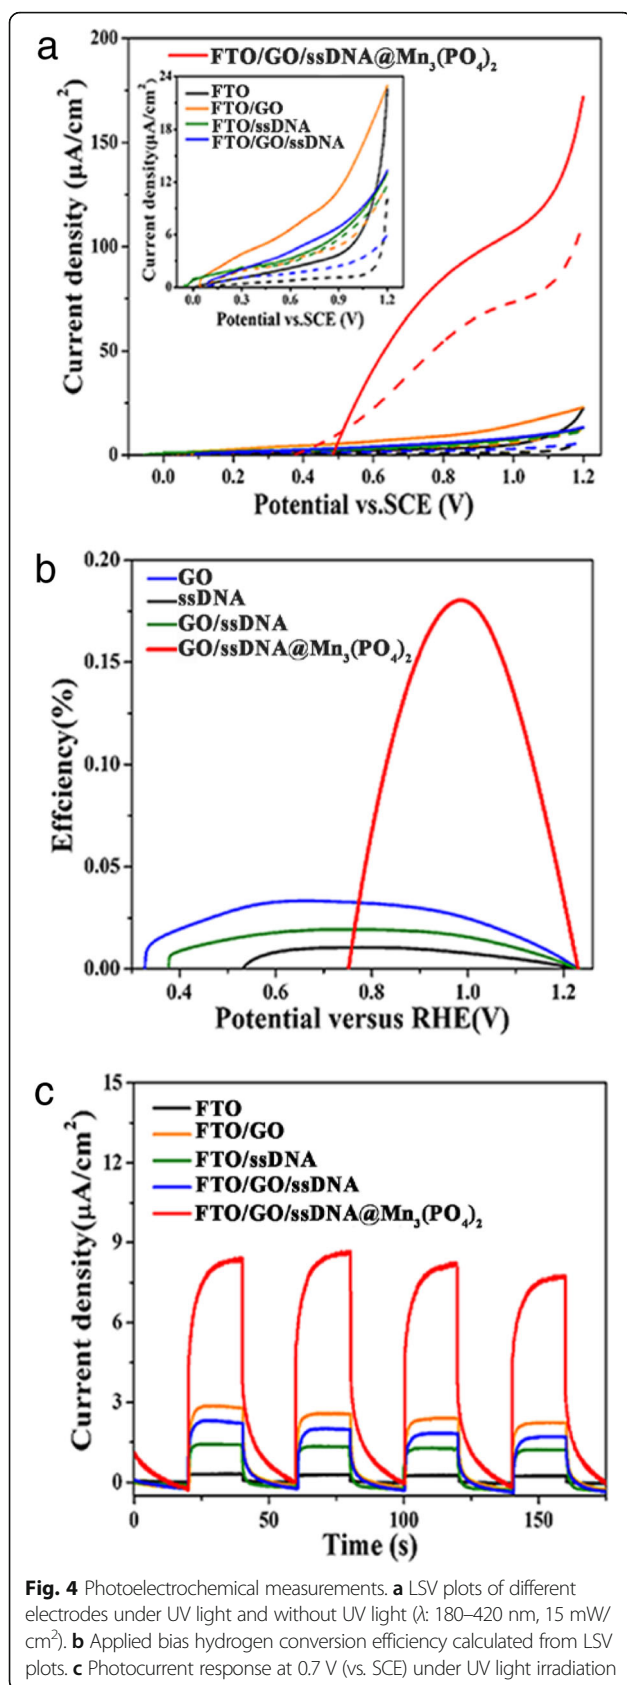 a
FTO/GO/ssDNA@Mn3(PO4)2
200
150
100
50
0
Current density (μA/cm²)
24
18
12
6
0
Current density(μA/cm²)
FTO
FTO/GO
FTO/ssDNA
FTO/GO/ssDNA
0.0 0.3 0.6 0.9 1.2
Potential vs.SCE (V)
0.0 0.2 0.4 0.6 0.8 1.0 1.2
Potential vs.SCE (V)
b
0.20
0.15
0.10
0.05
0.00
Effciency(%)
GO
ssDNA
GO/ssDNA
GO/ssDNA@Mn3(PO4)2
0.4 0.6 0.8 1.0 1.2
Potential versus RHE(V)
c
15
12
9
6
3
0
Current density(μA/cm²)
FTO
FTO/GO
FTO/ssDNA
FTO/GO/ssDNA
FTO/GO/ssDNA@Mn3(PO4)2
0 50 100 150
Time (s)
Fig. 4 Photoelectrochemical measurements. a LSV plots of different
electrodes under UV light and without UV light (λ: 180–420 nm, 15 mW/
cm²). b Applied bias hydrogen conversion efficiency calculated from LSV
plots. c Photocurrent response at 0.7 V (vs. SCE) under UV light irradiation